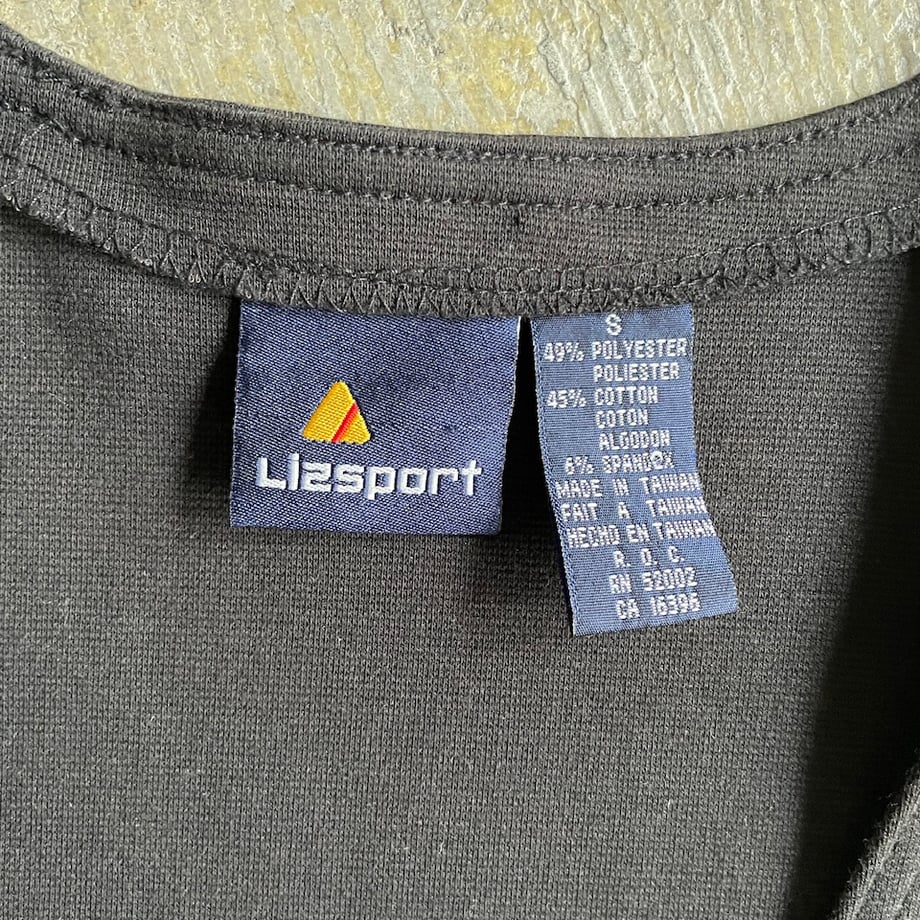 Lizsport
S
49% POLYESTER
POLIESTER
45% COTTON
COTON
ALGODON
6% SPANDEX
MADE IN TAIWAN
FAIT A TAIWAN
HECHO EN TAIWAN
R. O. C.
RN 52002
CA 16396